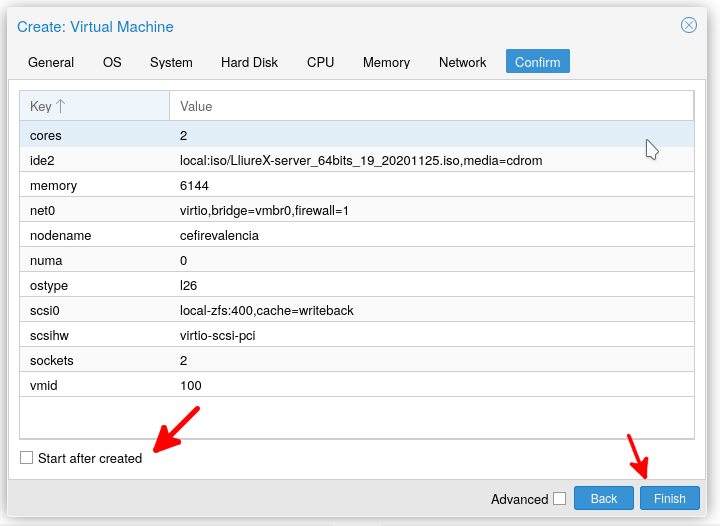 Create: Virtual Machine
General OS System Hard Disk CPU Memory Network Confirm
Key Value
cores 2
ide2 local:iso/LliureX-server_64bits_19_20201125.iso,media=cdrom
memory 6144
net0 virtio,bridge=vmbr0,firewall=1
nodename cefirevalencia
numa 0
ostype l26
scsi0 local-zfs:400,cache=writeback
scsihw virtio-scsi-pci
sockets 2
vmid 100
Start after created
Advanced Back Finish